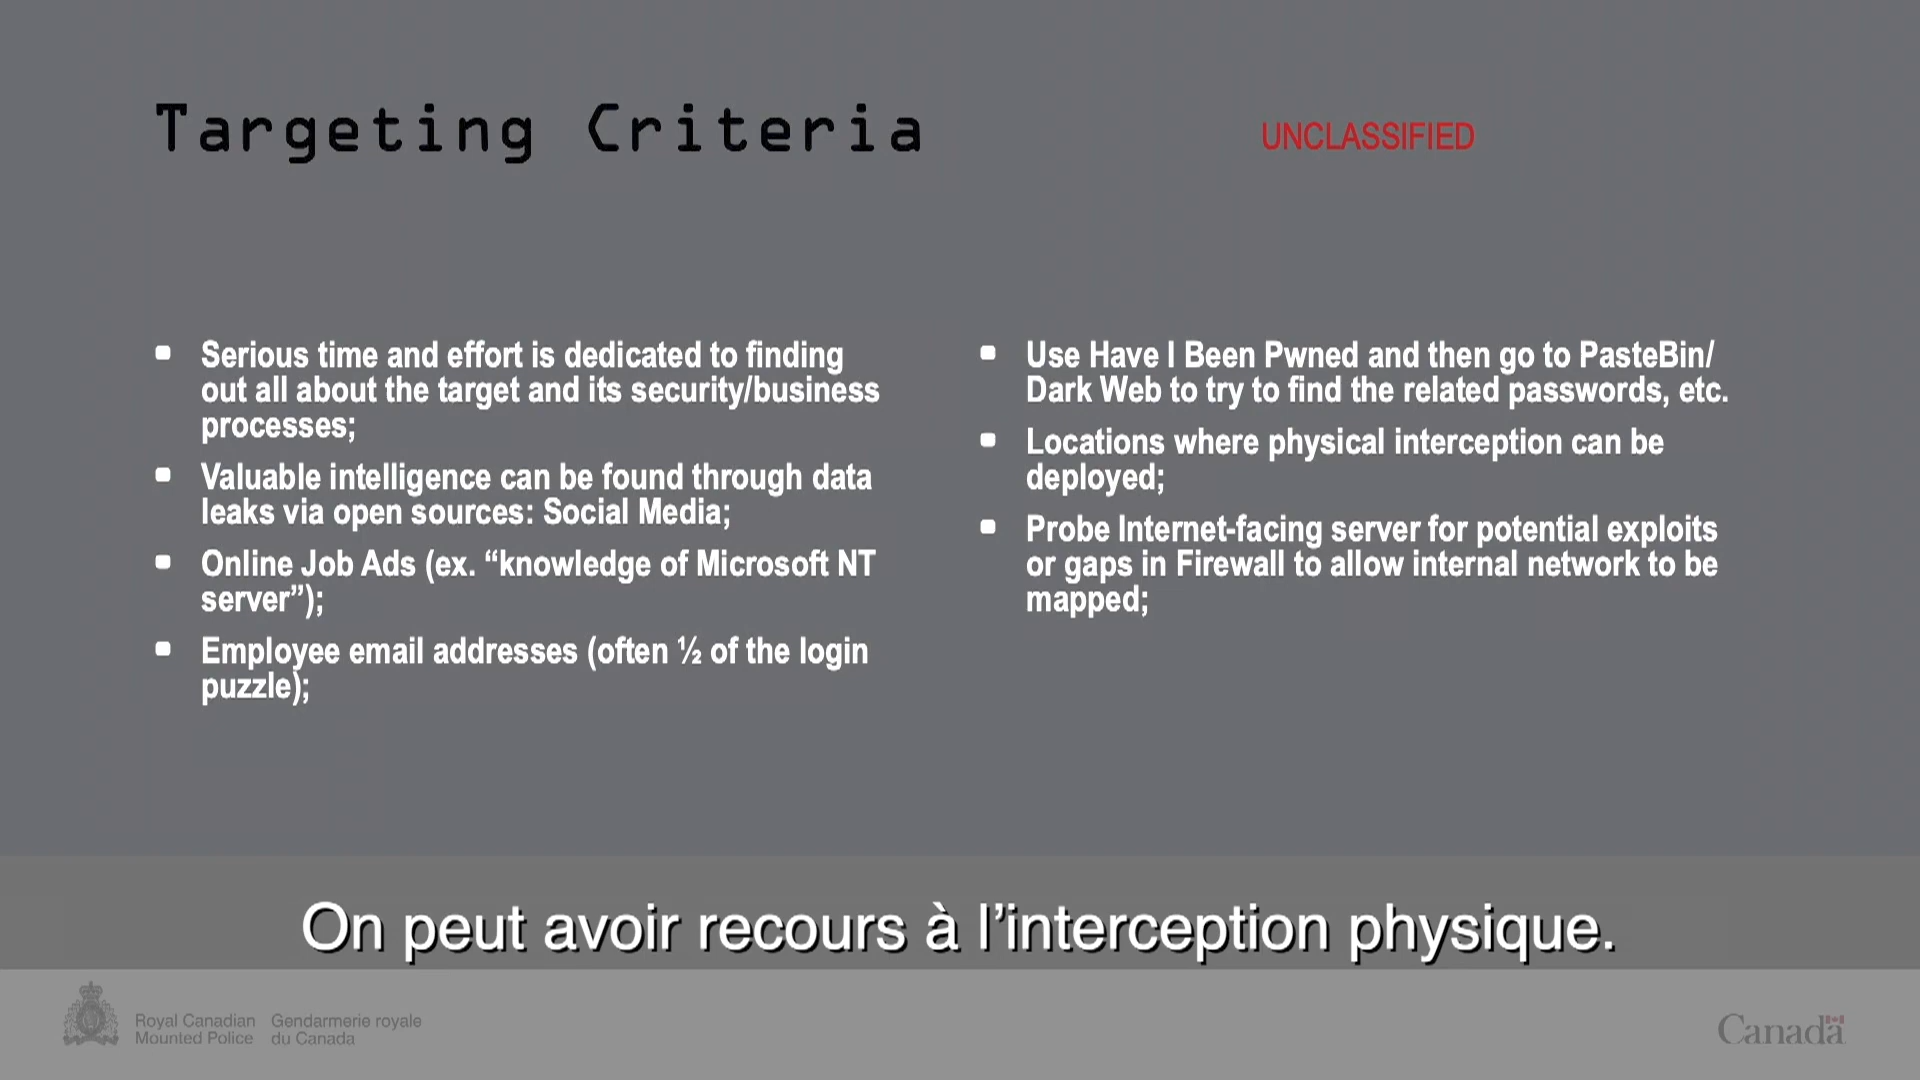 Targeting Criteria
UNCLASSIFIED
Serious time and effort is dedicated to finding
out all about the target and its security/business
processes;
Valuable intelligence can be found through data
leaks via open sources: Social Media;
Online Job Ads (ex. “knowledge of Microsoft NT
server”);
Employee email addresses (often ½ of the login
puzzle);
Use Have I Been Pwned and then go to PasteBin/
Dark Web to try to find the related passwords, etc.
Locations where physical interception can be
deployed;
Probe Internet-facing server for potential exploits
or gaps in Firewall to allow internal network to be
mapped;
On peut avoir recours à l’interception physique.
Royal Canadian
Mounted Police
Gendarmerie royale
du Canada
Canada